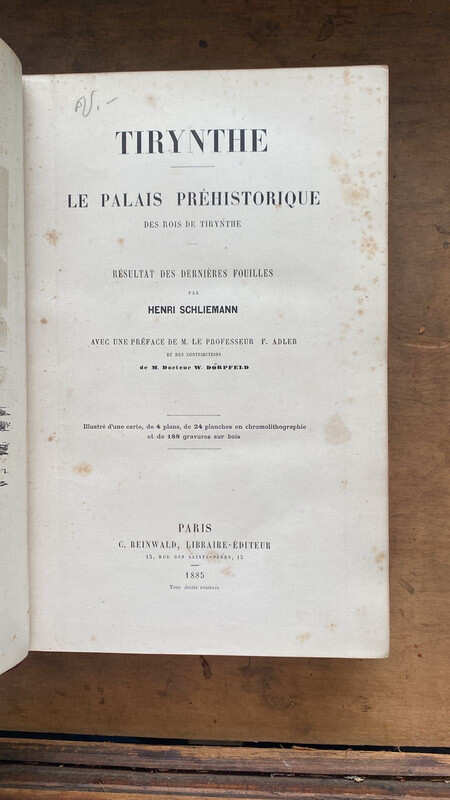 TIRYNTHE
LE PALAIS PRÉHISTORIQUE
DES ROIS DE TIRYNTHE
RÉSULTAT DES DERNIÈRES FOUILLES
PAR
HENRI SCHLIEMANN
AVEC UNE PRÉFACE DE M. LE PROFESSEUR F. ADLER
ET DES CONTRIBUTIONS
de M. Docteur W. DŒRPFELD
Illustré d'une carte, de 4 plans, de 24 planches en chromolithographie
et de 188 gravures sur bois
PARIS
C. REINWALD, LIBRAIRE-ÉDITEUR
15, RUE DES SAINTS-PÈRES, 15
1885
Tous droits réservés